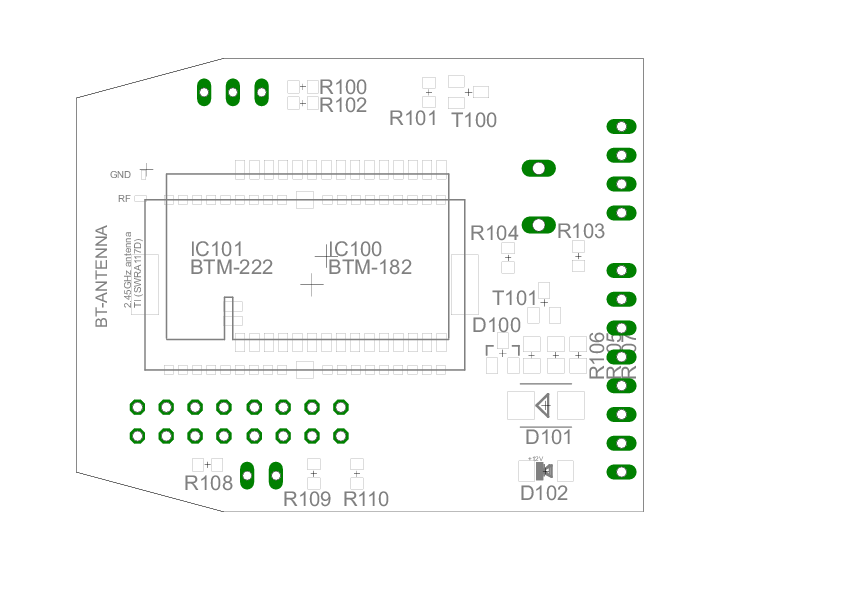 R100
R102
R101
T100
GND
RF
R104
R103
IC101
BTM-222
IC100
BTM-182
BT-ANTENNA
2.45GHz antenna
TI (SWRA117D)
T101
D100
R106
R105
R107
D101
+12V
D102
R108
R109
R110